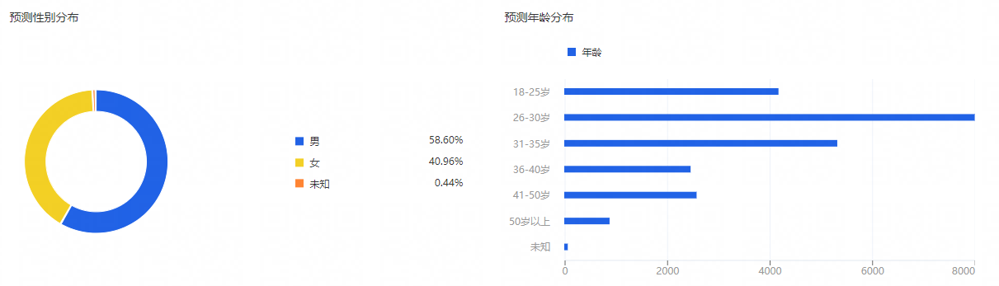 预测性别分布
男 58.60%
女 40.96%
未知 0.44%
预测年龄分布
年龄
18-25岁
26-30岁
31-35岁
36-40岁
41-50岁
50岁以上
未知
0 2000 4000 6000 8000